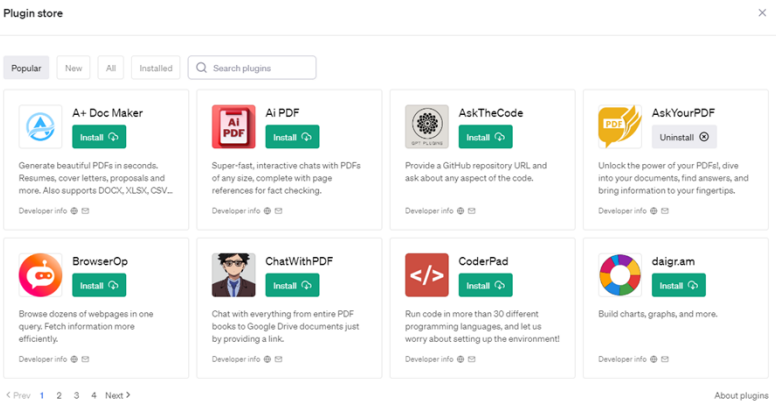 Plugin store
Popular
New
All
Installed
Search plugins
A+ Doc Maker
Install
Generate beautiful PDFs in seconds.
Resumes, cover letters, proposals and
more. Also supports DOCX, XLSX, CSV...
Developer info
Ai
PDF
Ai PDF
Install
Super-fast, interactive chats with PDFs
of any size, complete with page
references for fact checking.
Developer info
GPT PLUGINS
AskTheCode
Install
Provide a GitHub repository URL and
ask about any aspect of the code.
Developer info
PDF
AskYourPDF
Uninstall
Unlock the power of your PDFs!, dive
into your documents, find answers, and
bring information to your fingertips.
Developer info
BrowserOp
Install
Browse dozens of webpages in one
query. Fetch information more
efficiently.
Developer info
ChatWithPDF
Install
Chat with everything from entire PDF
books to Google Drive documents just
by providing a link.
Developer info
</>
CoderPad
Install
Run code in more than 30 different
programming languages, and let us
worry about setting up the environment!
Developer info
daigr.am
Install
Build charts, graphs, and more.
Developer info
< Prev 1 2 3 4 Next >
About plugins